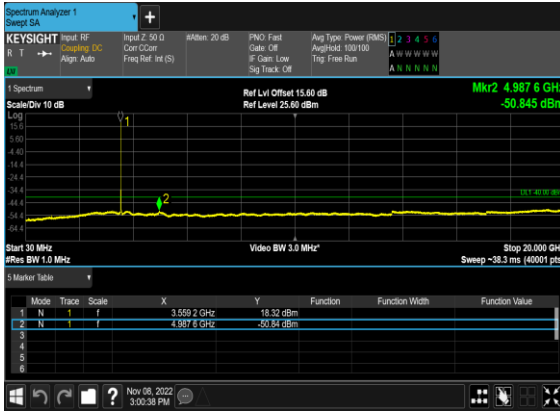 Spectrum Analyzer 1
Swept SA
+
KEYSIGHT Input: RF Input Z: 50 Ω #Atten: 20 dB PNO: Fast Avg Type: Power (RMS) 1 2 3 4 5 6
R T Coupling: DC Corr CCorr Gate: Off Avg|Hold: 100/100 A W W W W W
Align: Auto Freq Ref: Int (S) IF Gain: Low Trig: Free Run
Sig Track: Off A N N N N N
1 Spectrum
Scale/Div 10 dB
Ref Lvl Offset 15.60 dB
Ref Level 25.60 dBm
Mkr2 4.987 6 GHz
-50.845 dBm
Log
15.6
5.60
-4.40
-14.4
-24.4
-34.4
-44.4
-54.4
-64.4
1
2
DL1 -40.00 dBm
Start 30 MHz Video BW 3.0 MHz* Stop 20.000 GHz
#Res BW 1.0 MHz Sweep ~38.3 ms (40001 pts)
5 Marker Table
Mode Trace Scale X Y Function Function Width Function Value
1 N 1 f 3.559 2 GHz 18.32 dBm
2 N 1 f 4.987 6 GHz -50.84 dBm
3
4
5
6
?
Nov 08, 2022
3:00:38 PM